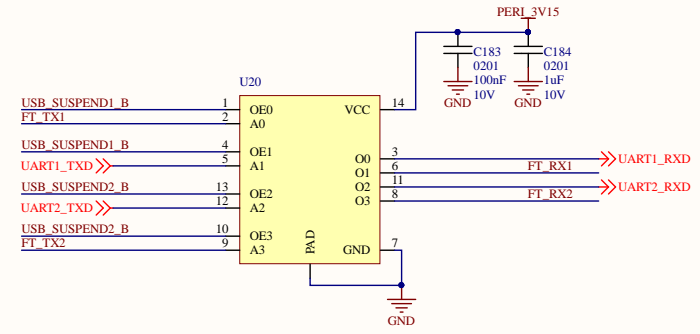 PERI_3V15
C183
0201
100nF
10V
GND
C184
0201
1uF
10V
GND
U20
USB_SUSPEND1_B 1 OE0 VCC 14
FT_TX1 2 A0
USB_SUSPEND1_B 4 OE1 O0 3 UART1_RXD
UART1_TXD 5 A1 O1 6 FT_RX1
USB_SUSPEND2_B 13 OE2 O2 11 UART2_RXD
UART2_TXD 12 A2 O3 8 FT_RX2
USB_SUSPEND2_B 10 OE3
FT_TX2 9 A3 PAD GND 7
GND